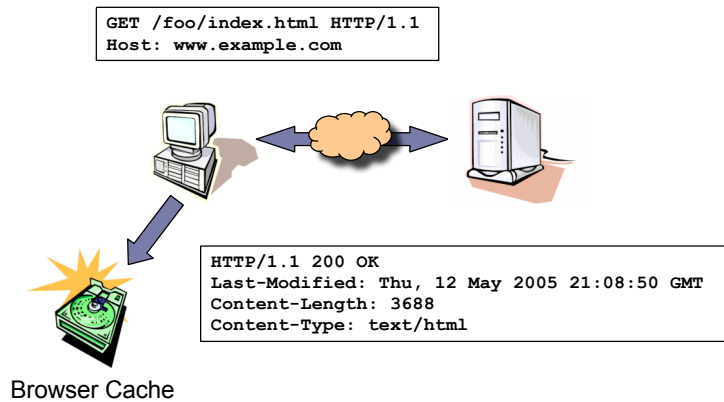 GET /foo/index.html HTTP/1.1
Host: www.example.com
HTTP/1.1 200 OK
Last-Modified: Thu, 12 May 2005 21:08:50 GMT
Content-Length: 3688
Content-Type: text/html
Browser Cache